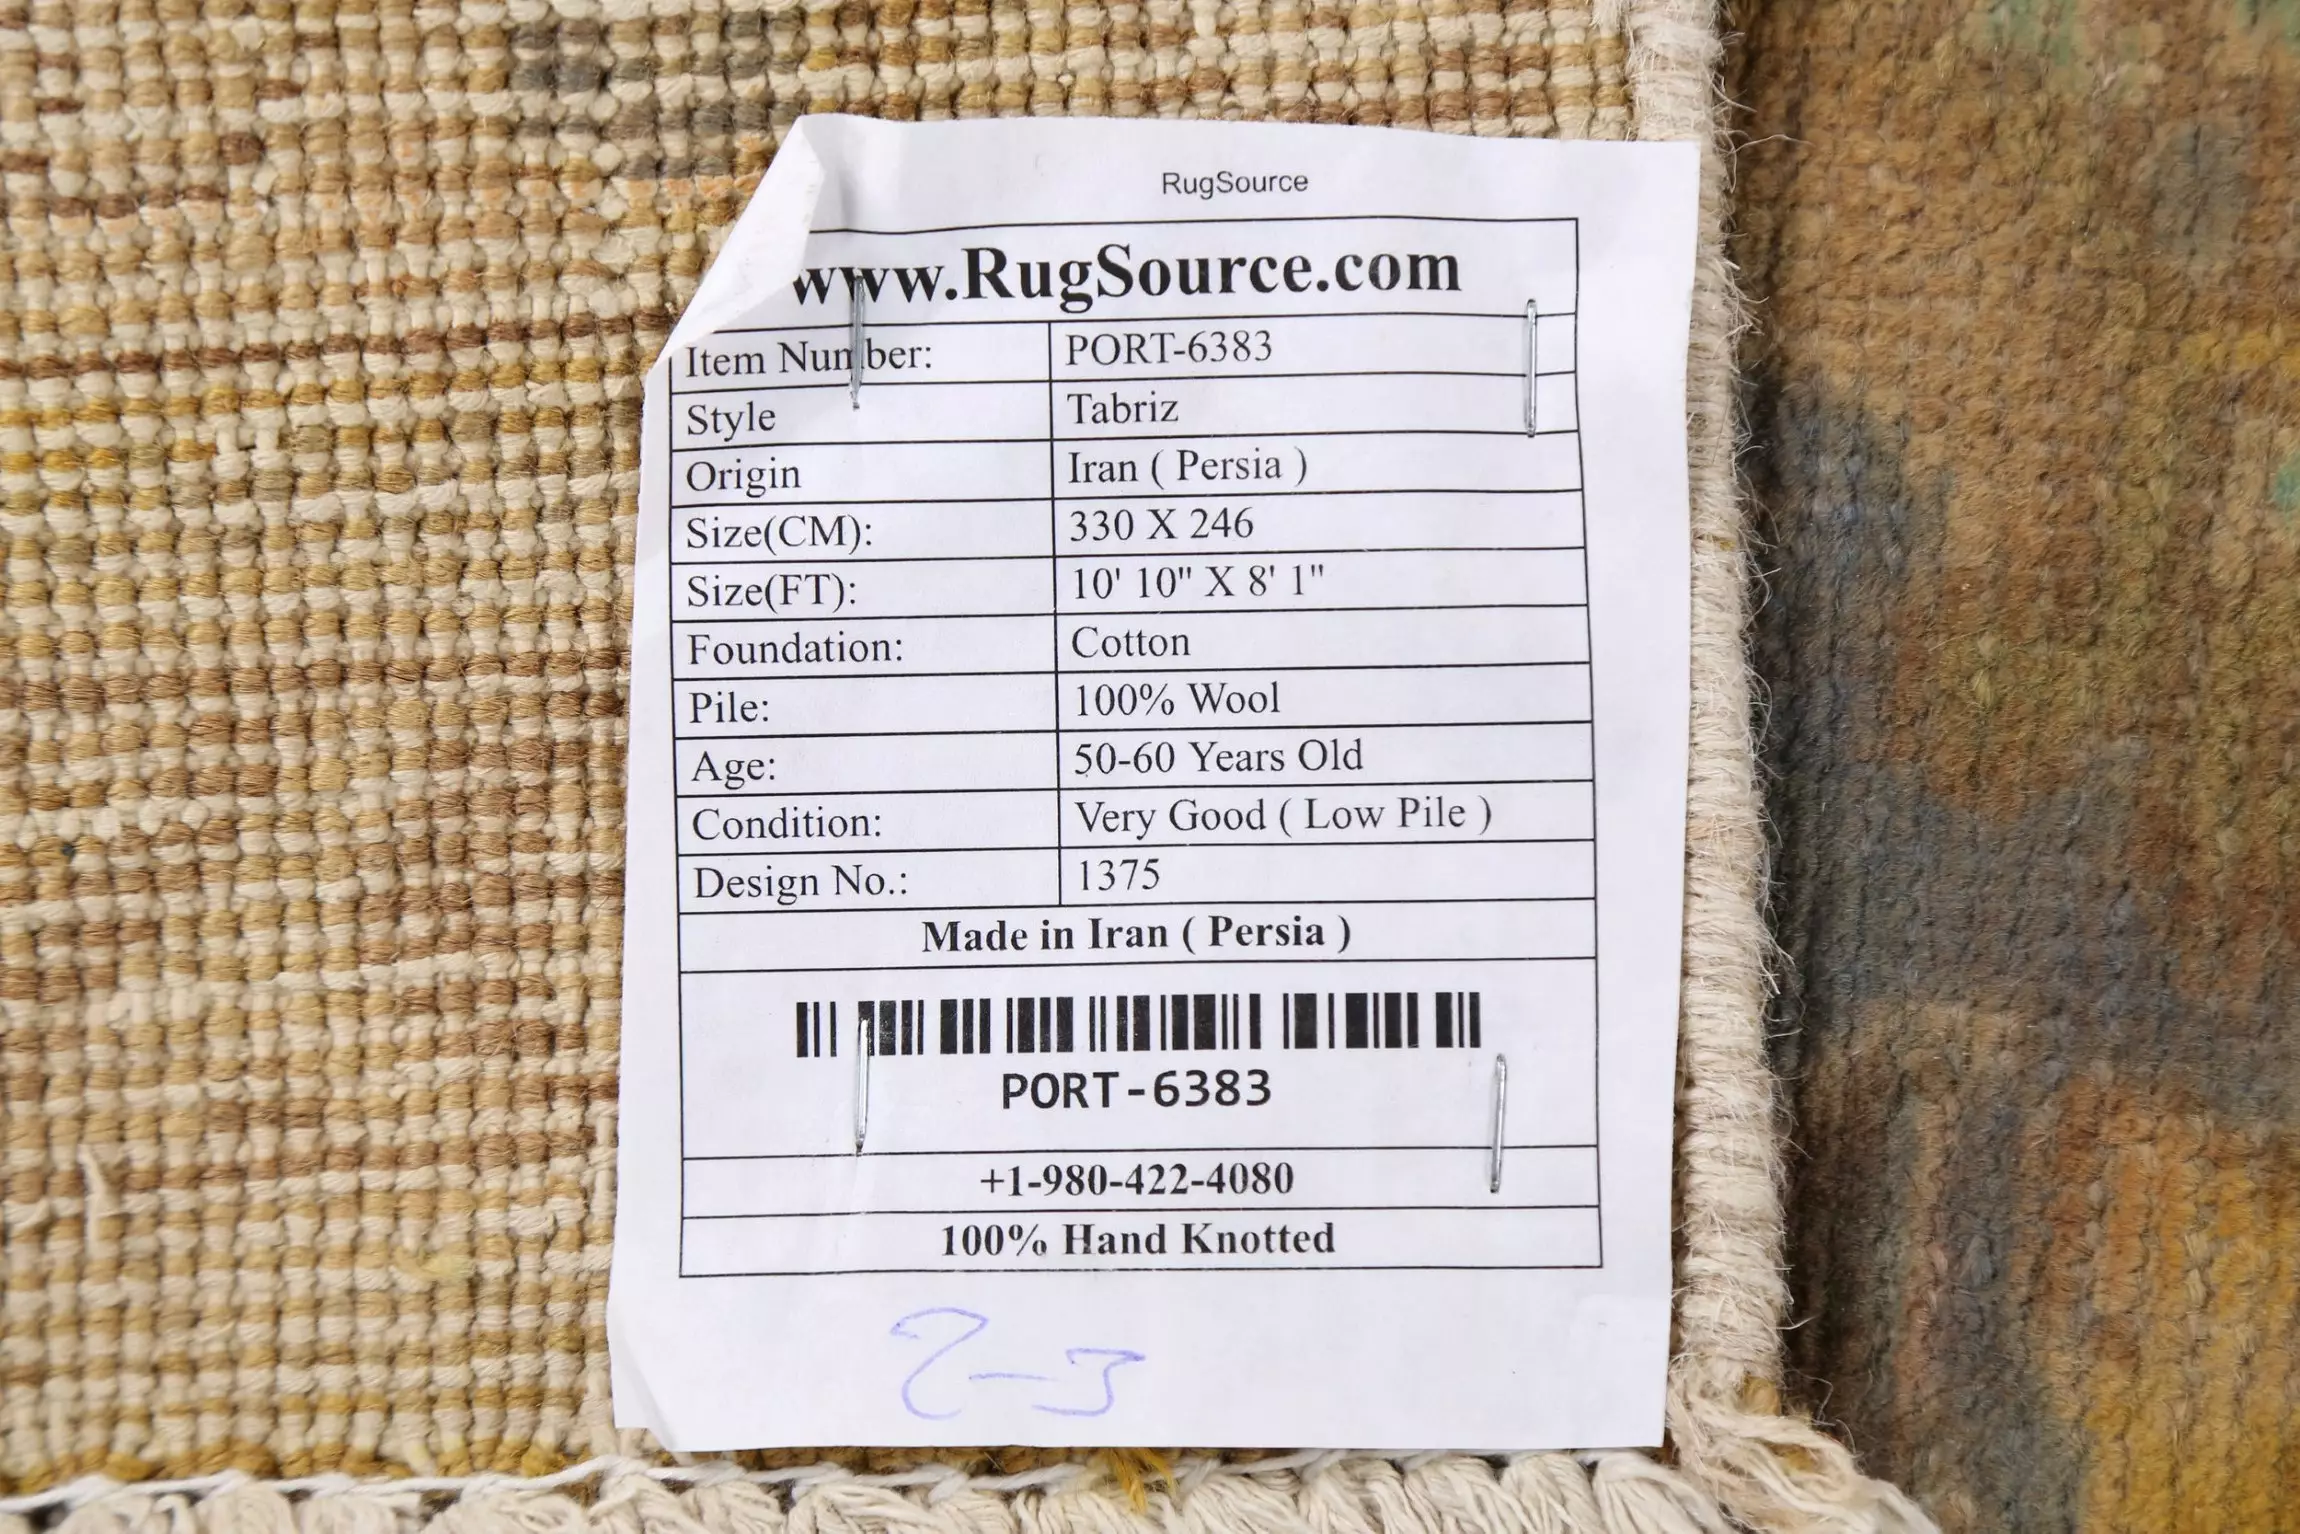 RugSource
www.RugSource.com
Item Number: PORT-6383
Style Tabriz
Origin Iran ( Persia )
Size(CM): 330 X 246
Size(FT): 10' 10" X 8' 1"
Foundation: Cotton
Pile: 100% Wool
Age: 50-60 Years Old
Condition: Very Good ( Low Pile )
Design No.: 1375
Made in Iran ( Persia )
PORT-6383
+1-980-422-4080
100% Hand Knotted